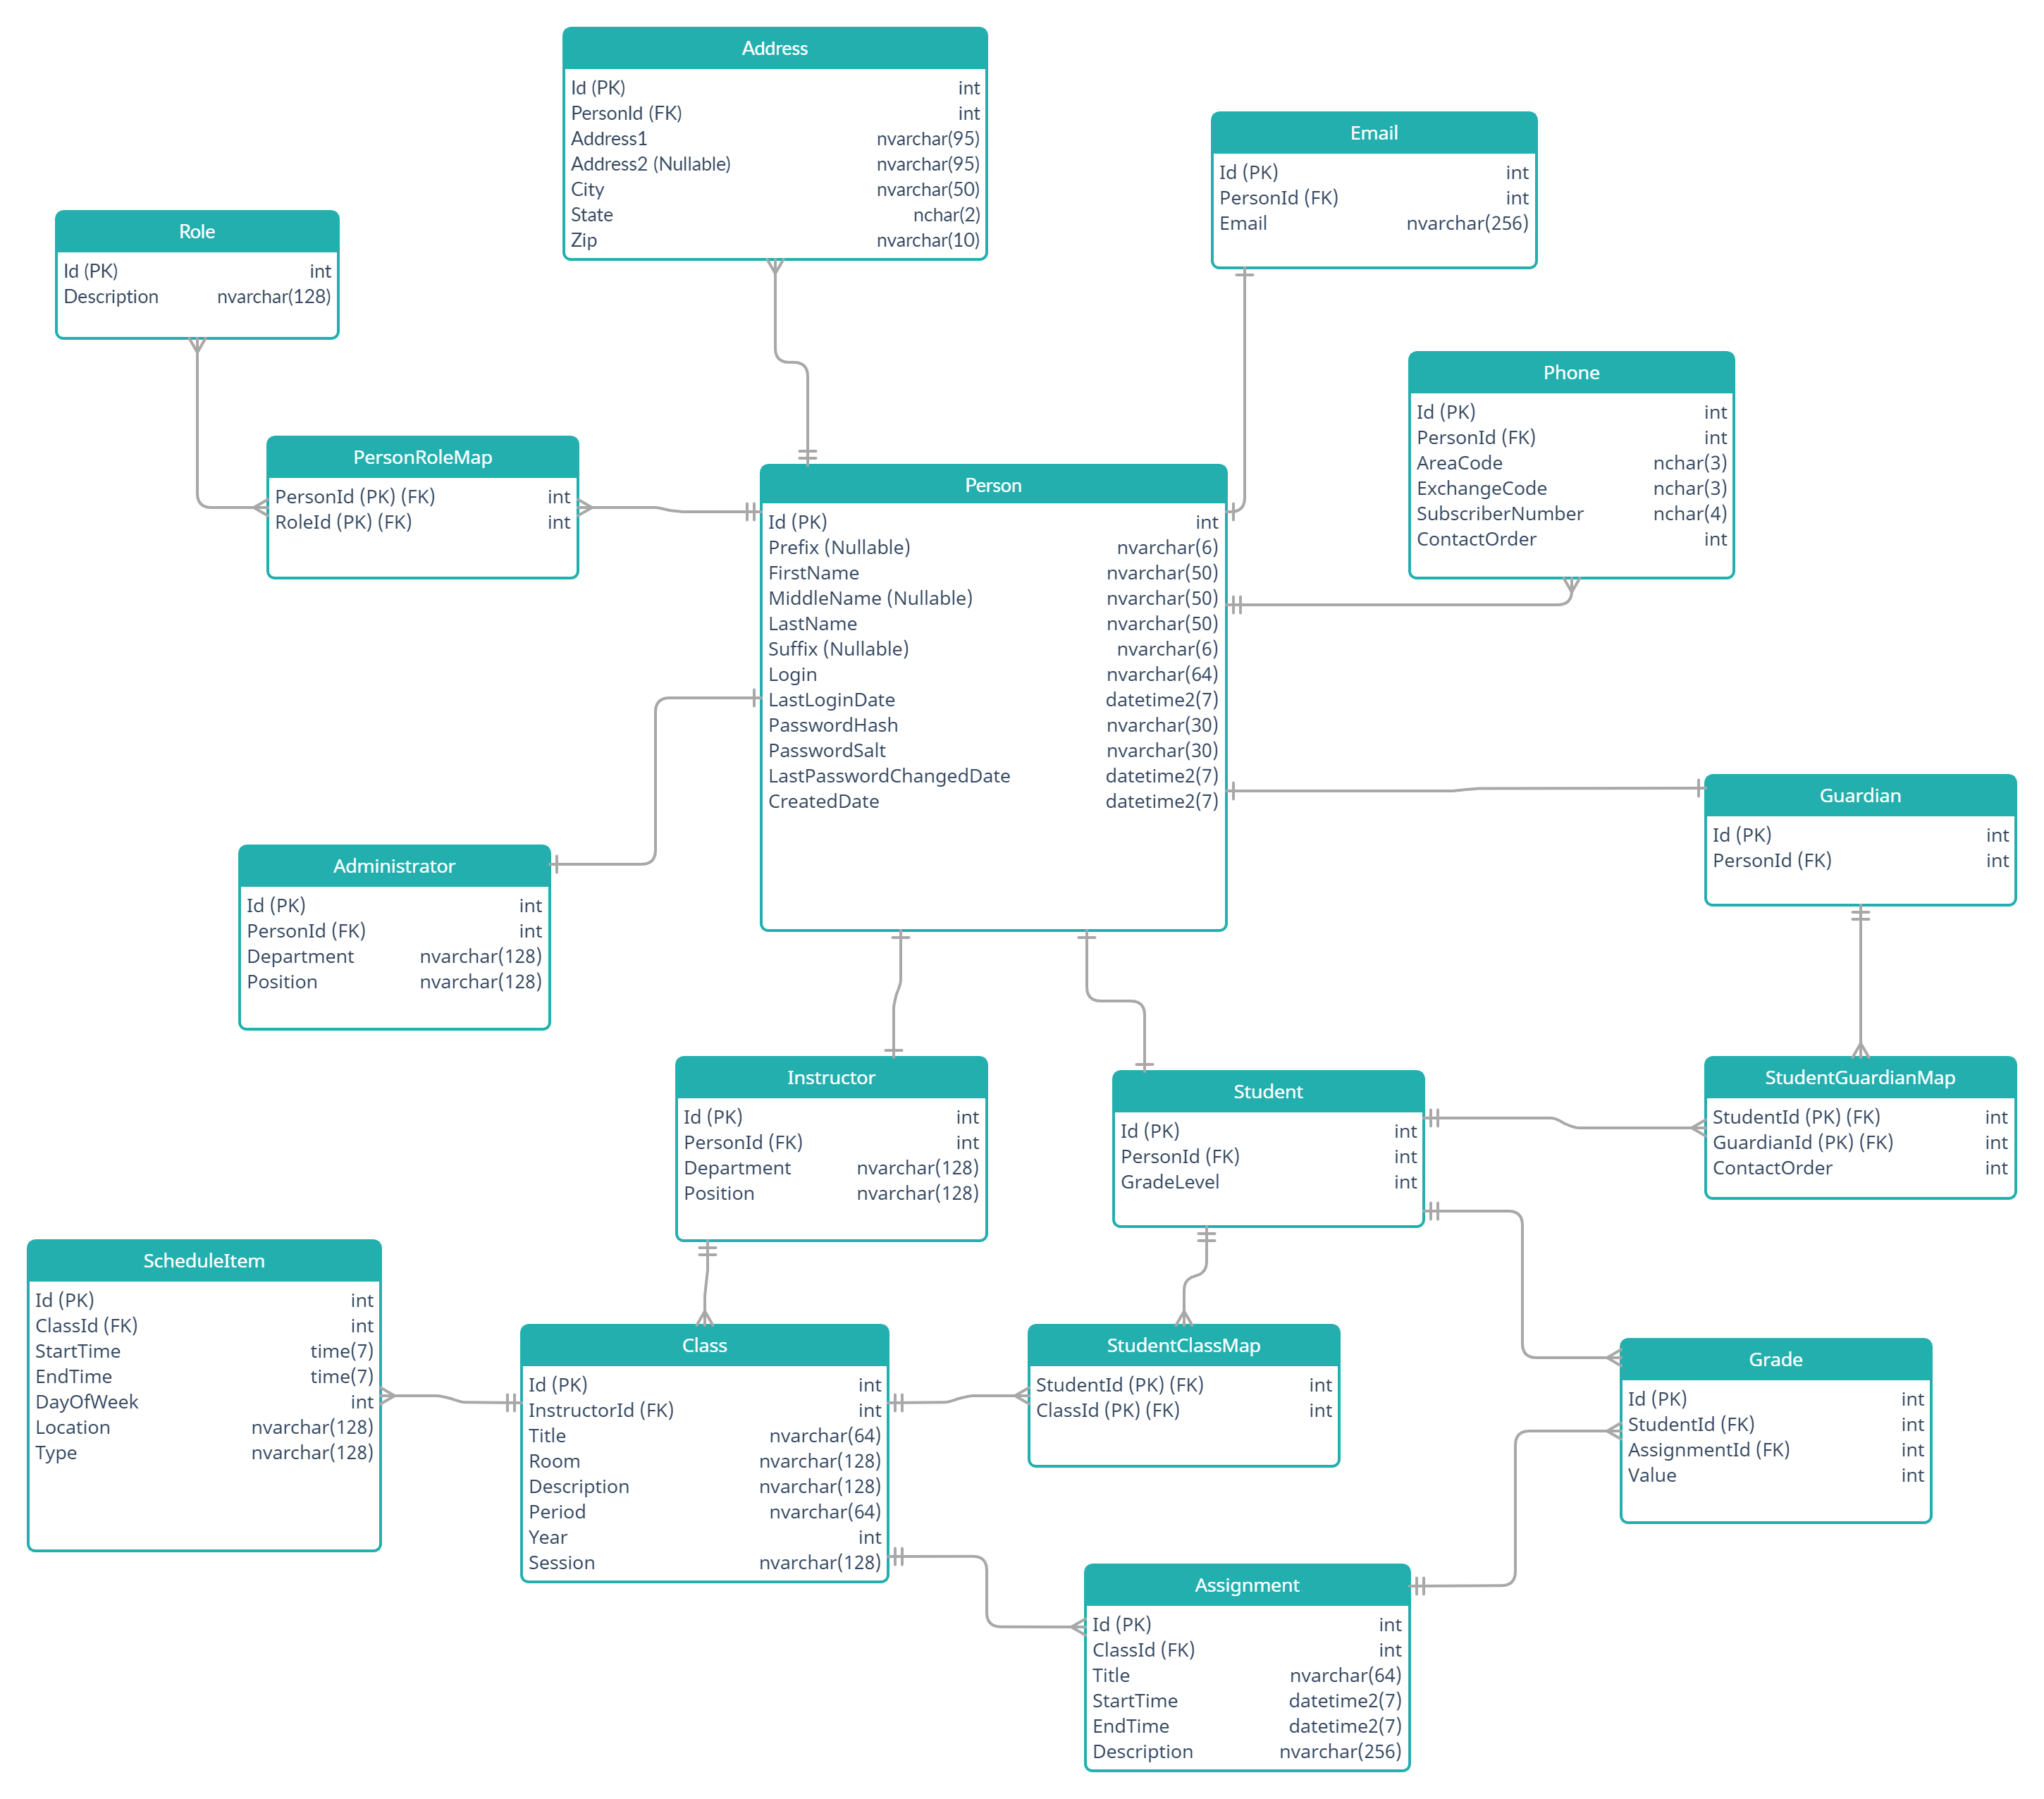 Address
Id (PK) int
PersonId (FK) int
Address1 nvarchar(95)
Address2 (Nullable) nvarchar(95)
City nvarchar(50)
State nchar(2)
Zip nvarchar(10)
Email
Id (PK) int
PersonId (FK) int
Email nvarchar(256)
Role
Id (PK) int
Description nvarchar(128)
Phone
Id (PK) int
PersonId (FK) int
AreaCode nchar(3)
ExchangeCode nchar(3)
SubscriberNumber nchar(4)
ContactOrder int
PersonRoleMap
PersonId (PK) (FK) int
RoleId (PK) (FK) int
Person
Id (PK) int
Prefix (Nullable) nvarchar(6)
FirstName nvarchar(50)
MiddleName (Nullable) nvarchar(50)
LastName nvarchar(50)
Suffix (Nullable) nvarchar(6)
Login nvarchar(64)
LastLoginDate datetime2(7)
PasswordHash nvarchar(30)
PasswordSalt nvarchar(30)
LastPasswordChangedDate datetime2(7)
CreatedDate datetime2(7)
Guardian
Id (PK) int
PersonId (FK) int
Administrator
Id (PK) int
PersonId (FK) int
Department nvarchar(128)
Position nvarchar(128)
Instructor
Id (PK) int
PersonId (FK) int
Department nvarchar(128)
Position nvarchar(128)
Student
Id (PK) int
PersonId (FK) int
GradeLevel int
StudentGuardianMap
StudentId (PK) (FK) int
GuardianId (PK) (FK) int
ContactOrder int
ScheduleItem
Id (PK) int
ClassId (FK) int
StartTime time(7)
EndTime time(7)
DayOfWeek int
Location nvarchar(128)
Type nvarchar(128)
Class
Id (PK) int
InstructorId (FK) int
Title nvarchar(64)
Room nvarchar(128)
Description nvarchar(128)
Period nvarchar(64)
Year int
Session nvarchar(128)
StudentClassMap
StudentId (PK) (FK) int
ClassId (PK) (FK) int
Grade
Id (PK) int
StudentId (FK) int
AssignmentId (FK) int
Value int
Assignment
Id (PK) int
ClassId (FK) int
Title nvarchar(64)
StartTime datetime2(7)
EndTime datetime2(7)
Description nvarchar(256)